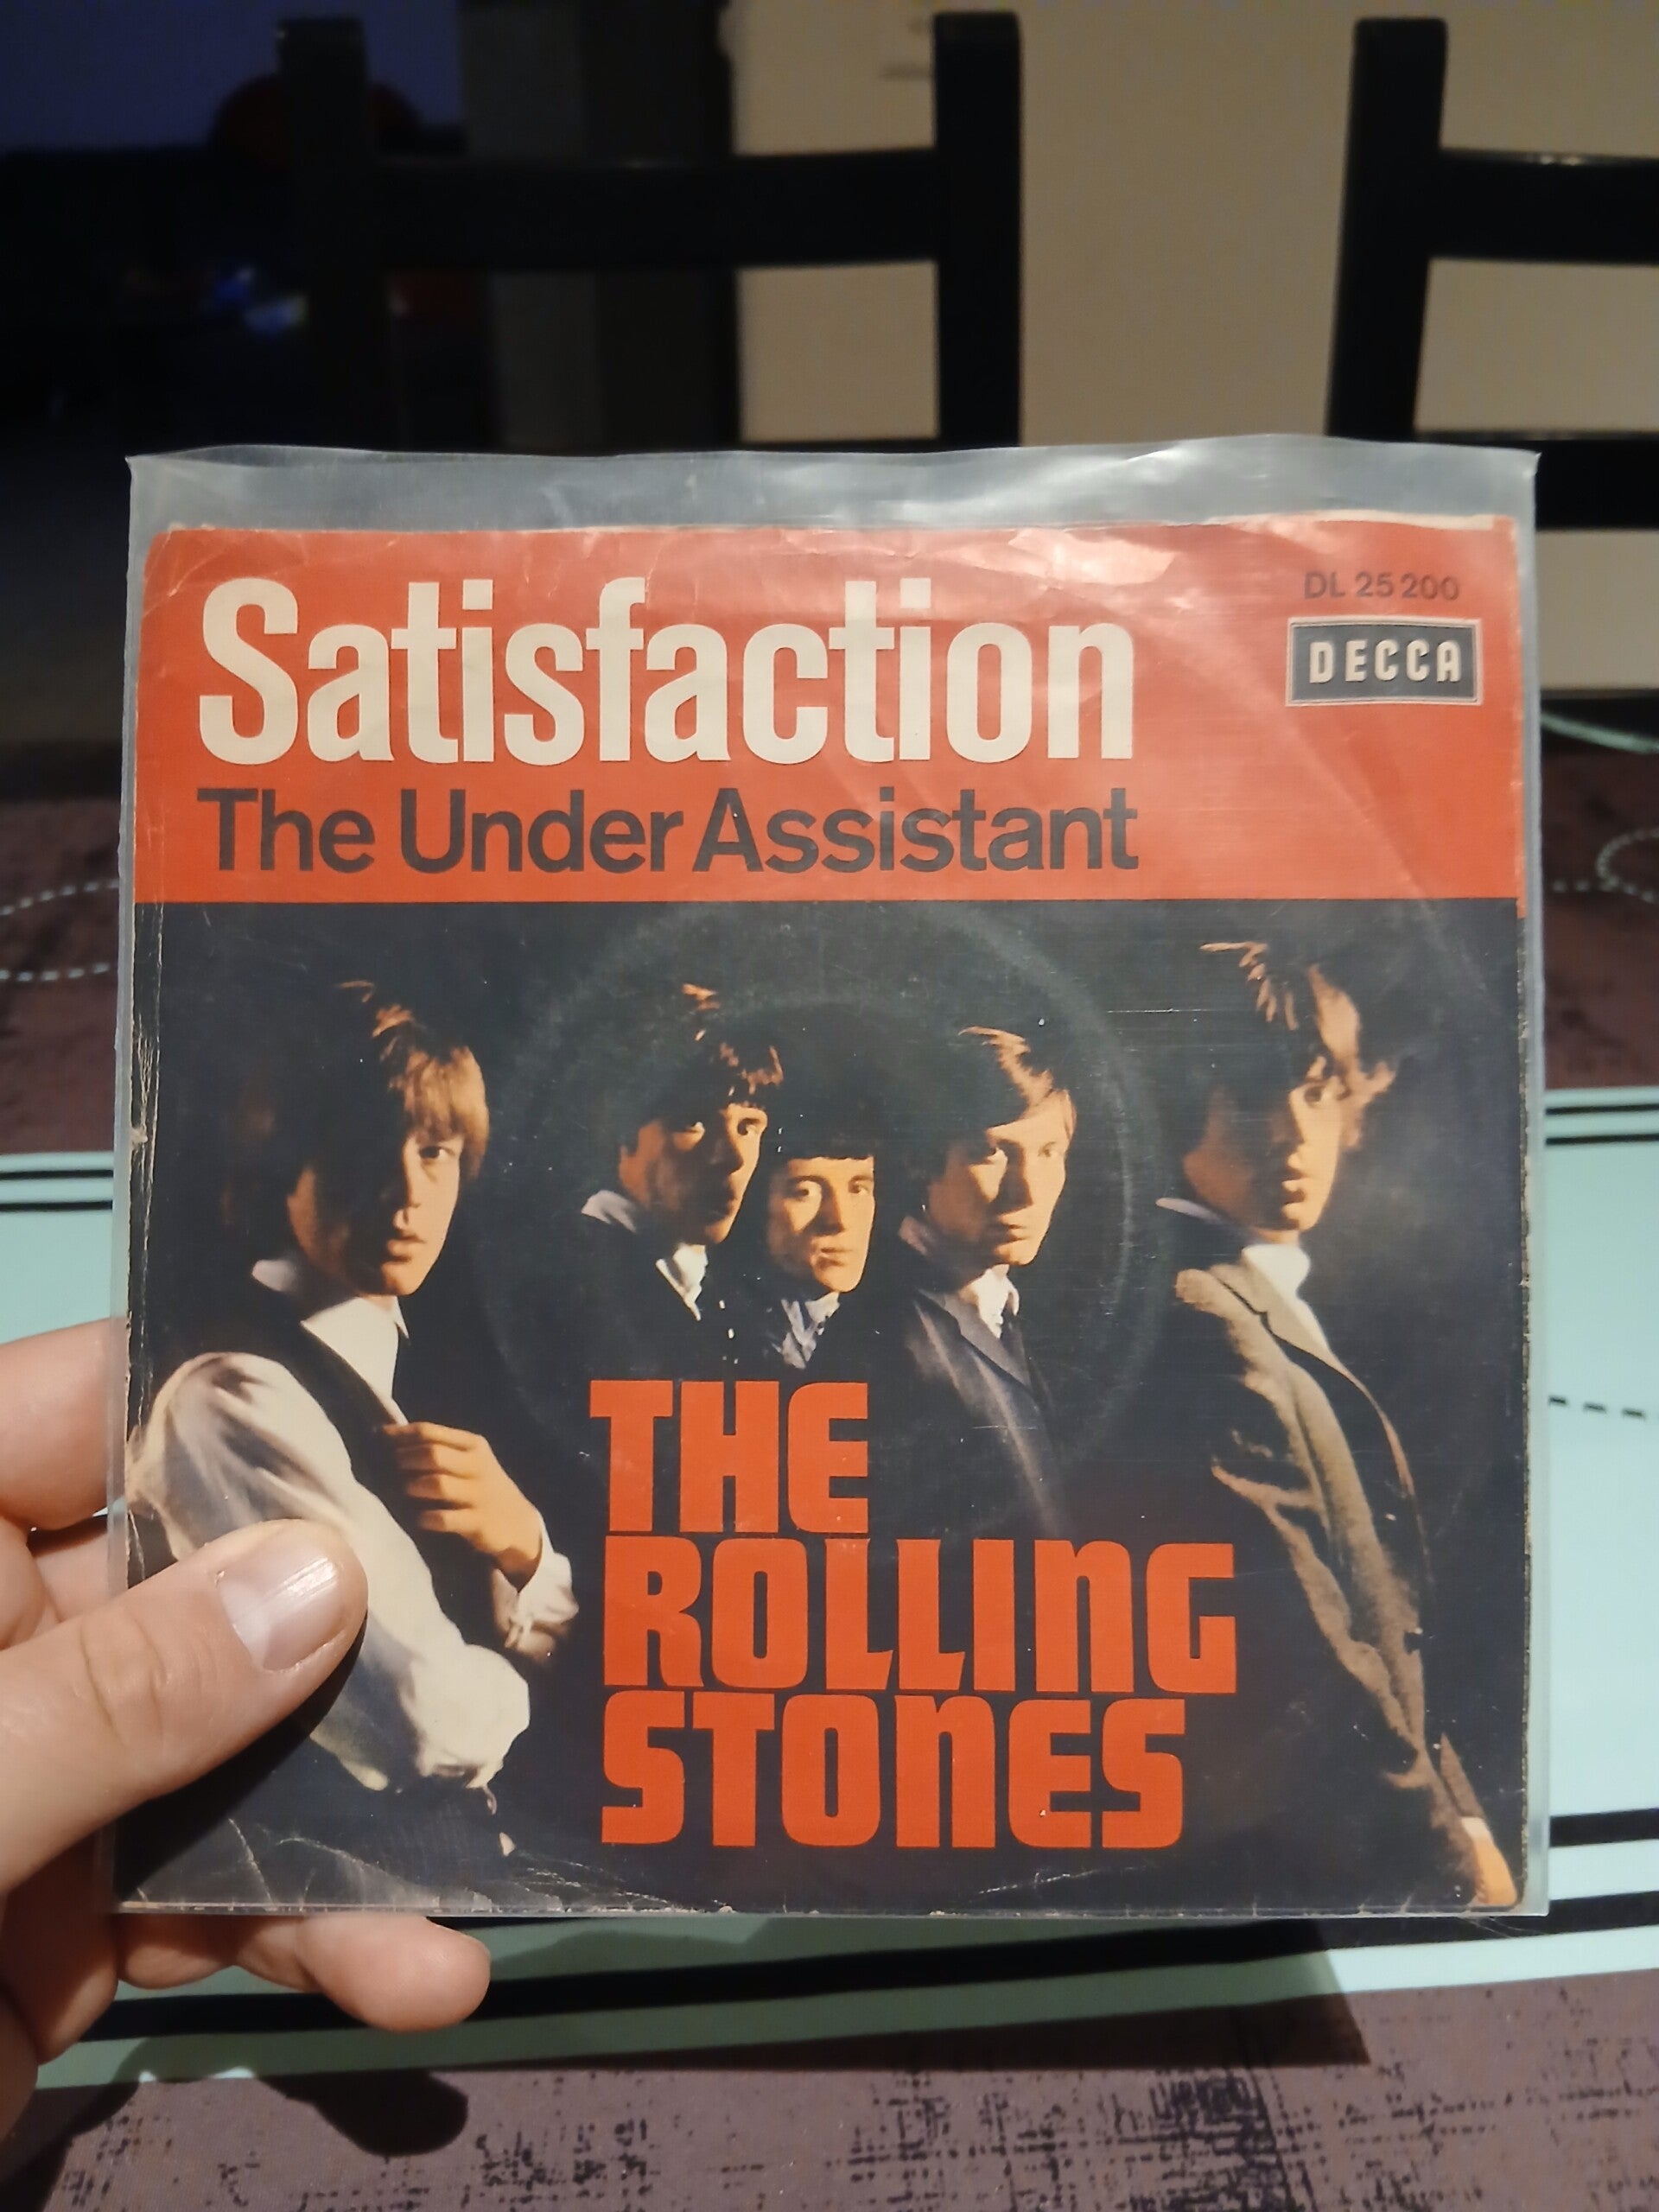 DL 25 200
Satisfaction
DECCA
The Under Assistant
THE
ROLLING
STONES